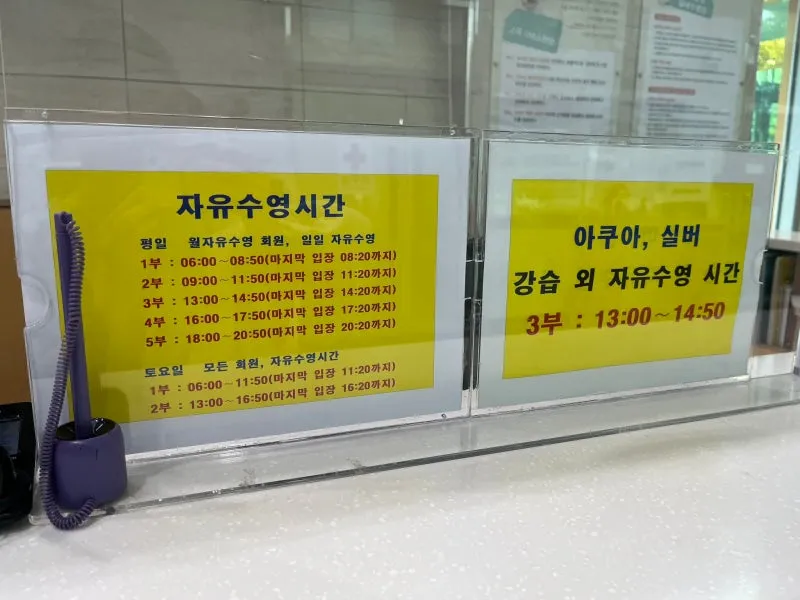 자유수영시간
평일 월자유수영 회원, 일일 자유수영
1부 : 06:00~08:50(마지막 입장 08:20까지)
2부 : 09:00~11:50(마지막 입장 11:20까지)
3부 : 13:00~14:50(마지막 입장 14:20까지)
4부 : 16:00~17:50(마지막 입장 17:20까지)
5부 : 18:00~20:50(마지막 입장 20:20까지)
토요일 모든 회원, 자유수영시간
1부 : 06:00~11:50(마지막 입장 11:20까지)
2부 : 13:00~16:50(마지막 입장 16:20까지)
아쿠아, 실버
강습 외 자유수영 시간
3부 : 13:00~14:50